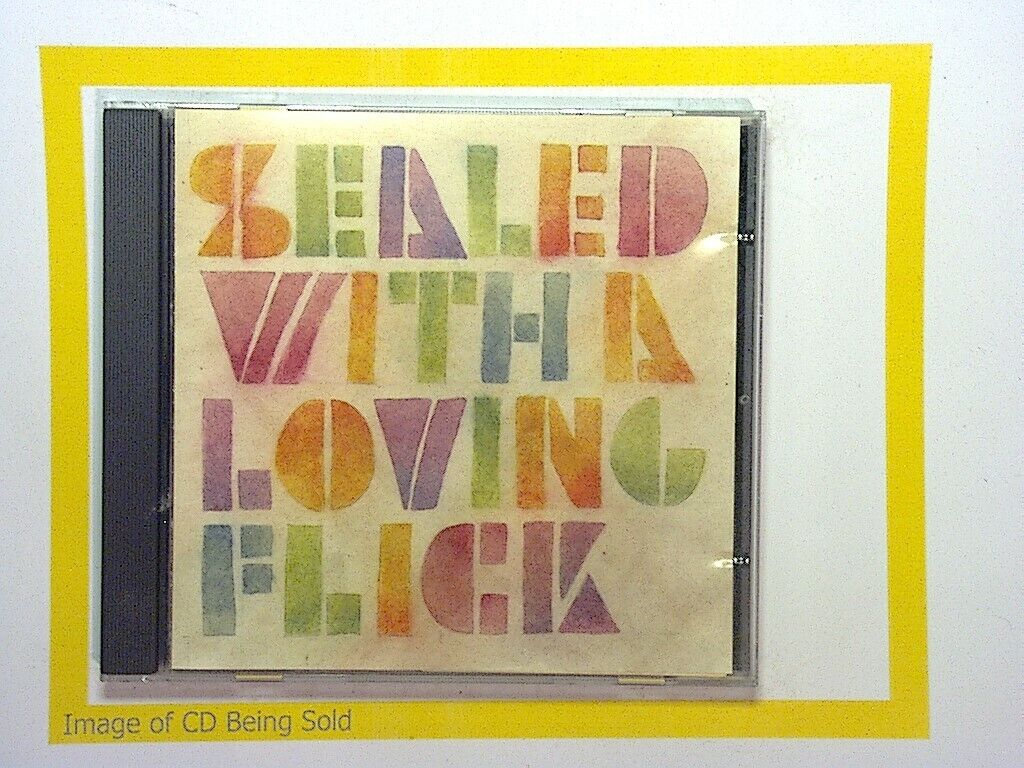 SEALED
WITH A
LOVING
FLICK
Image of CD Being Sold